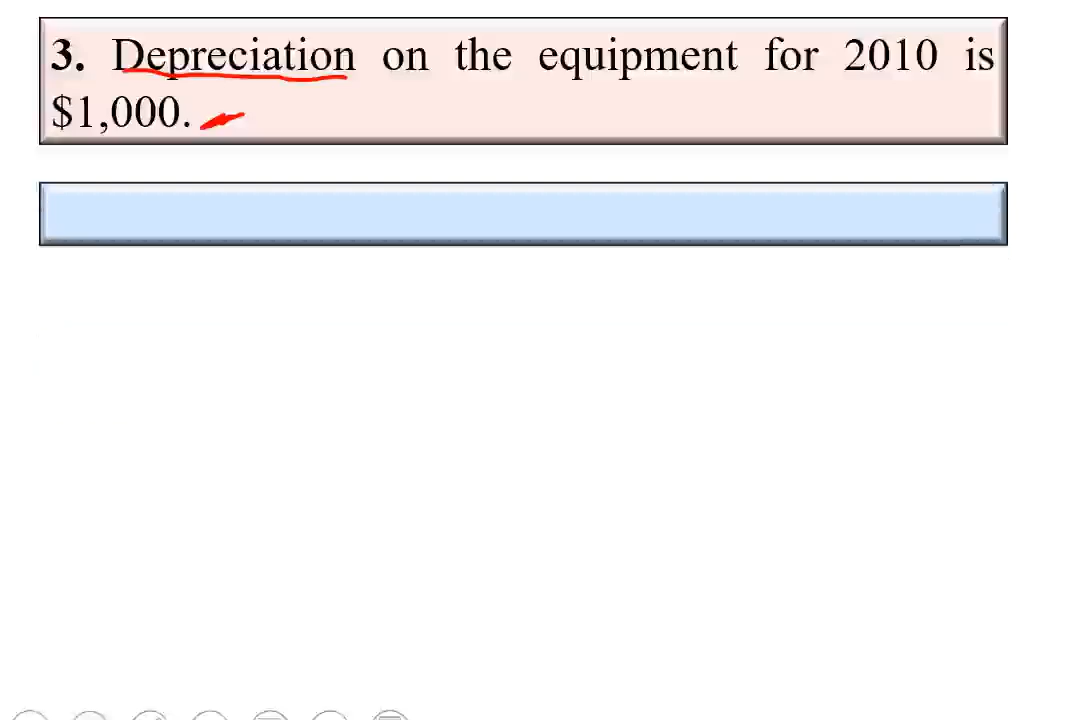 3. Depreciation on the equipment for 2010 is
$1,000.